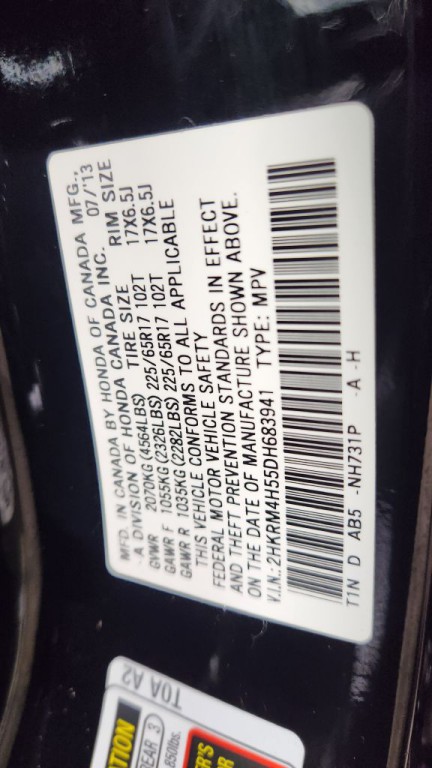 MFD. IN CANADA BY HONDA OF CANADA MFG.,
-A DIVISION OF HONDA CANADA INC. 07/'13
TIRE SIZE RIM SIZE
GVWR 2070KG(4564LBS)
GAWR F 1055KG(2326LBS) 225/65R17 102T 17X6.5J
GAWR R 1035KG(2282LBS) 225/65R17 102T 17X6.5J
THIS VEHICLE CONFORMS TO ALL APPLICABLE
FEDERAL MOTOR VEHICLE SAFETY
AND THEFT PREVENTION STANDARDS IN EFFECT
ON THE DATE OF MANUFACTURE SHOWN ABOVE.
V.I.N.:2HKRM4H55DH683941 TYPE: MPV
T1N D AB5 -NH731P -A -H
T0A A2
3
650lbs.